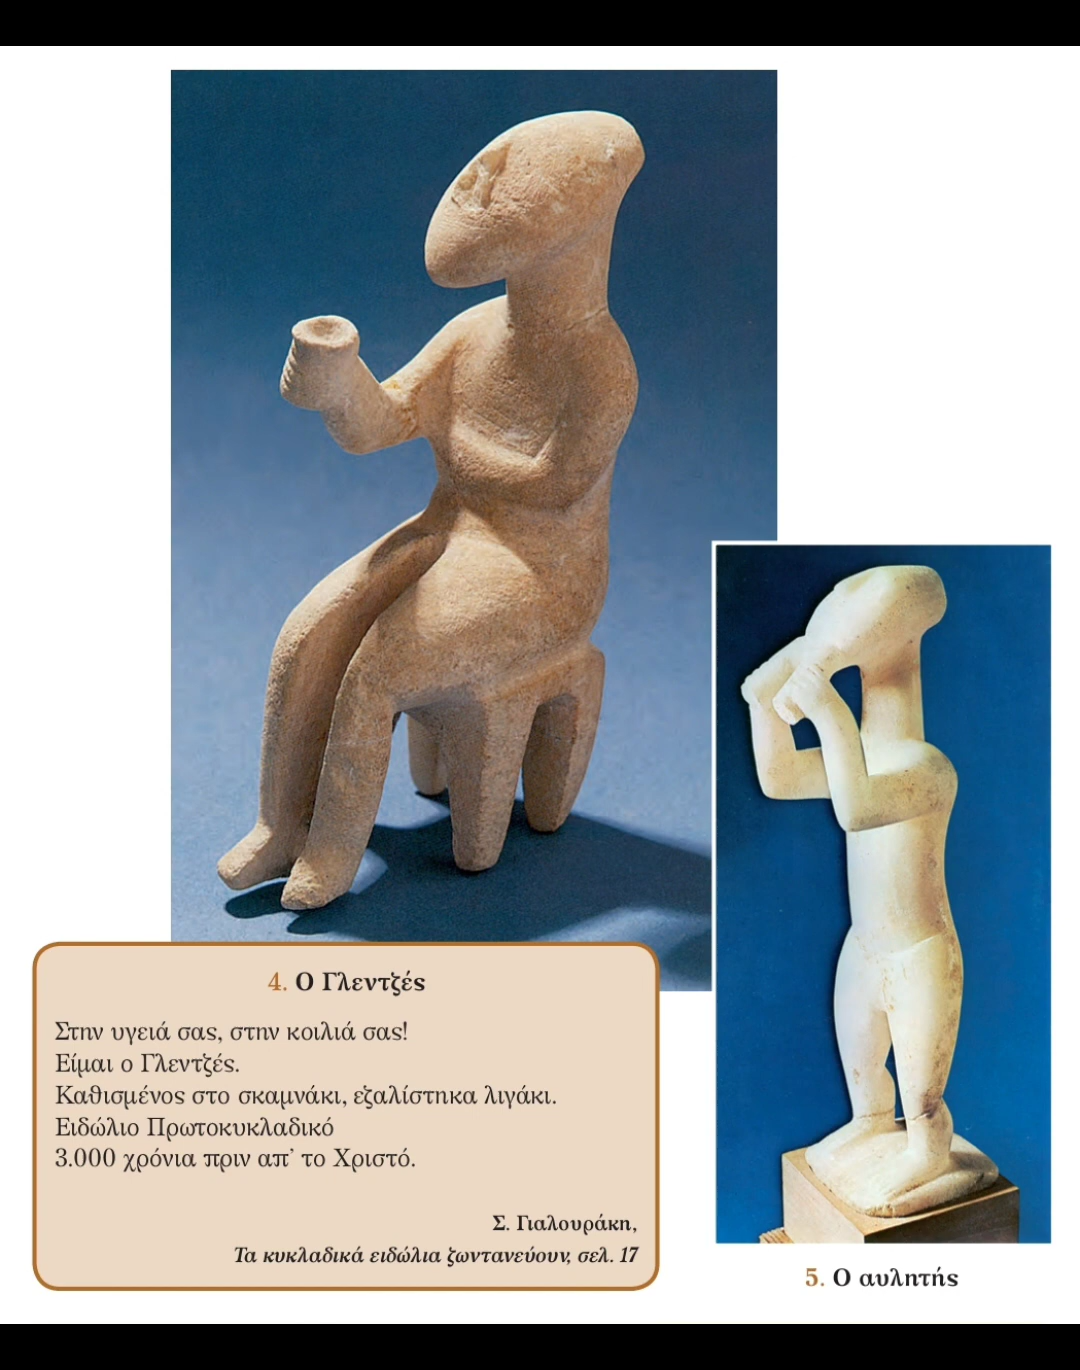 4. Ο Γλεντζές
Στην υγειά σας, στην κοιλιά σας!
Είμαι ο Γλεντζές.
Καθισμένος στο σκαμνάκι, εζαλίστηκα λιγάκι.
Ειδώλιο Πρωτοκυκλαδικό
3.000 χρόνια πριν απ’ το Χριστό.
Σ. Γιαλουράκη,
Τα κυκλαδικά ειδώλια ζωντανεύουν, σελ. 17
5. Ο αυλητής